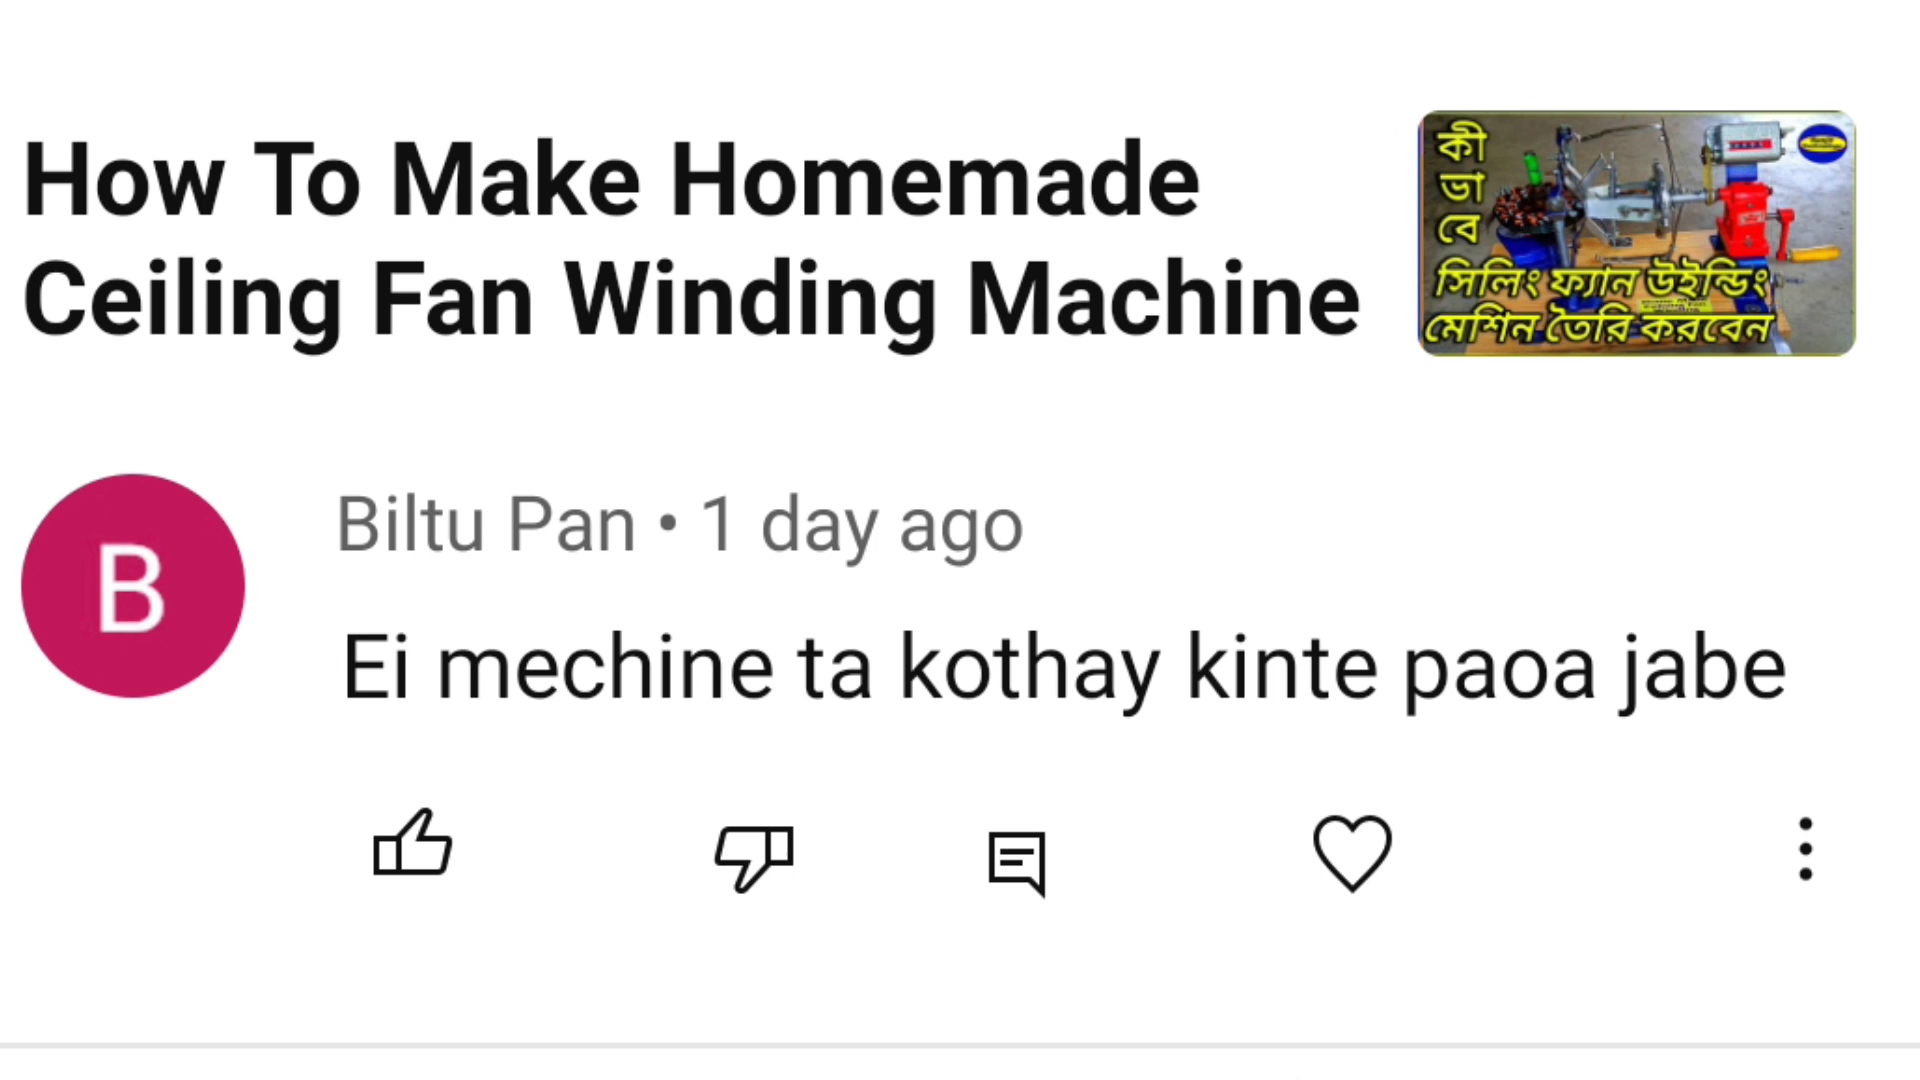 How To Make Homemade
Ceiling Fan Winding Machine
কী
ভা
বে
সিলিং ফ্যান উইন্ডিং
মেশিন তৈরি করবেন
B
Biltu Pan • 1 day ago
Ei mechine ta kothay kinte paoa jabe